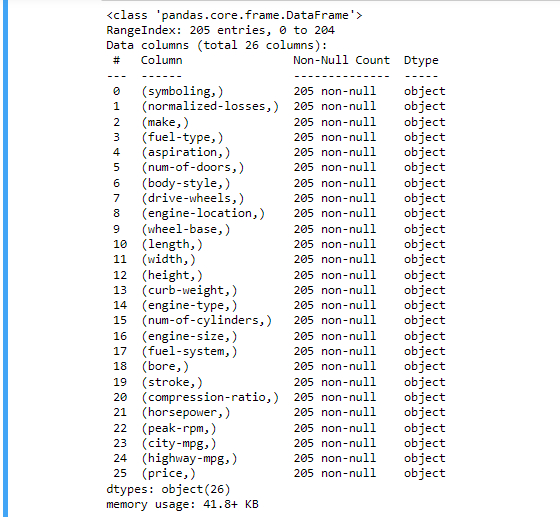 <class 'pandas.core.frame.DataFrame'>
RangeIndex: 205 entries, 0 to 204
Data columns (total 26 columns):
 #   Column               Non-Null Count  Dtype
---  ------               --------------  -----
 0   (symboling,)         205 non-null    object
 1   (normalized-losses,) 205 non-null    object
 2   (make,)              205 non-null    object
 3   (fuel-type,)         205 non-null    object
 4   (aspiration,)        205 non-null    object
 5   (num-of-doors,)      205 non-null    object
 6   (body-style,)        205 non-null    object
 7   (drive-wheels,)      205 non-null    object
 8   (engine-location,)   205 non-null    object
 9   (wheel-base,)        205 non-null    object
 10  (length,)            205 non-null    object
 11  (width,)             205 non-null    object
 12  (height,)            205 non-null    object
 13  (curb-weight,)       205 non-null    object
 14  (engine-type,)       205 non-null    object
 15  (num-of-cylinders,)  205 non-null    object
 16  (engine-size,)       205 non-null    object
 17  (fuel-system,)       205 non-null    object
 18  (bore,)              205 non-null    object
 19  (stroke,)            205 non-null    object
 20  (compression-ratio,) 205 non-null    object
 21  (horsepower,)        205 non-null    object
 22  (peak-rpm,)          205 non-null    object
 23  (city-mpg,)          205 non-null    object
 24  (highway-mpg,)       205 non-null    object
 25  (price,)             205 non-null    object
dtypes: object(26)
memory usage: 41.8+ KB